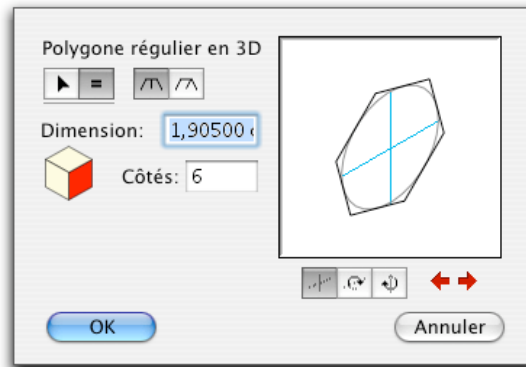 Polygone régulier en 3D
Dimension: 1,90500
Côtés: 6
OK
Annuler